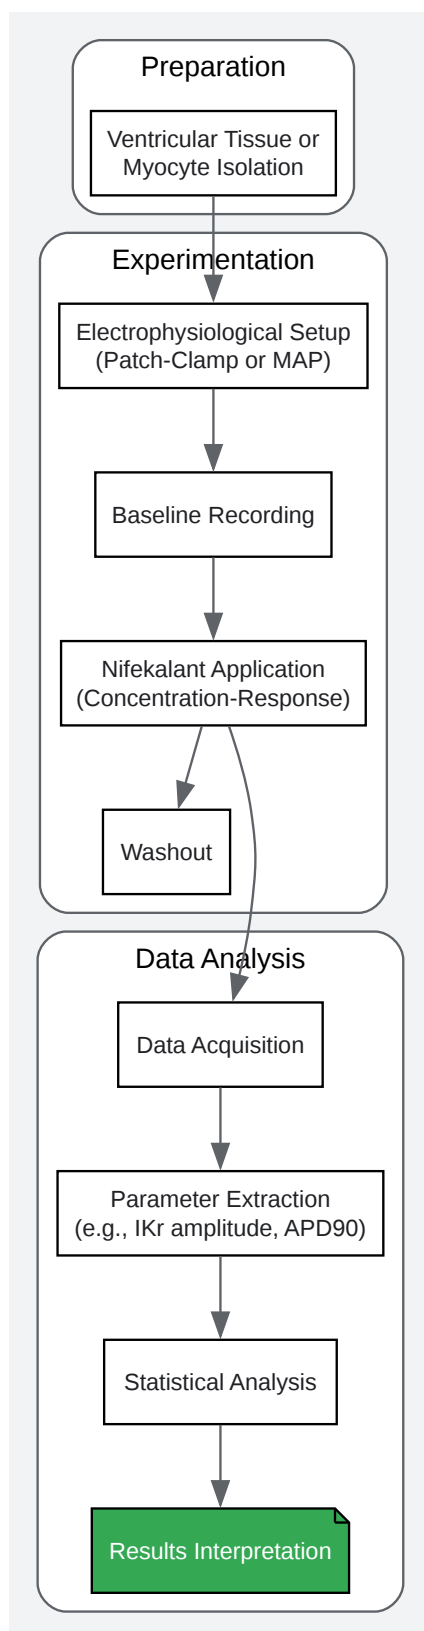 Preparation
Ventricular Tissue or
Myocyte Isolation
Experimentation
Electrophysiological Setup
(Patch-Clamp or MAP)
Baseline Recording
Nifekalant Application
(Concentration-Response)
Washout
Data Analysis
Data Acquisition
Parameter Extraction
(e.g., IKr amplitude, APD90)
Statistical Analysis
Results Interpretation